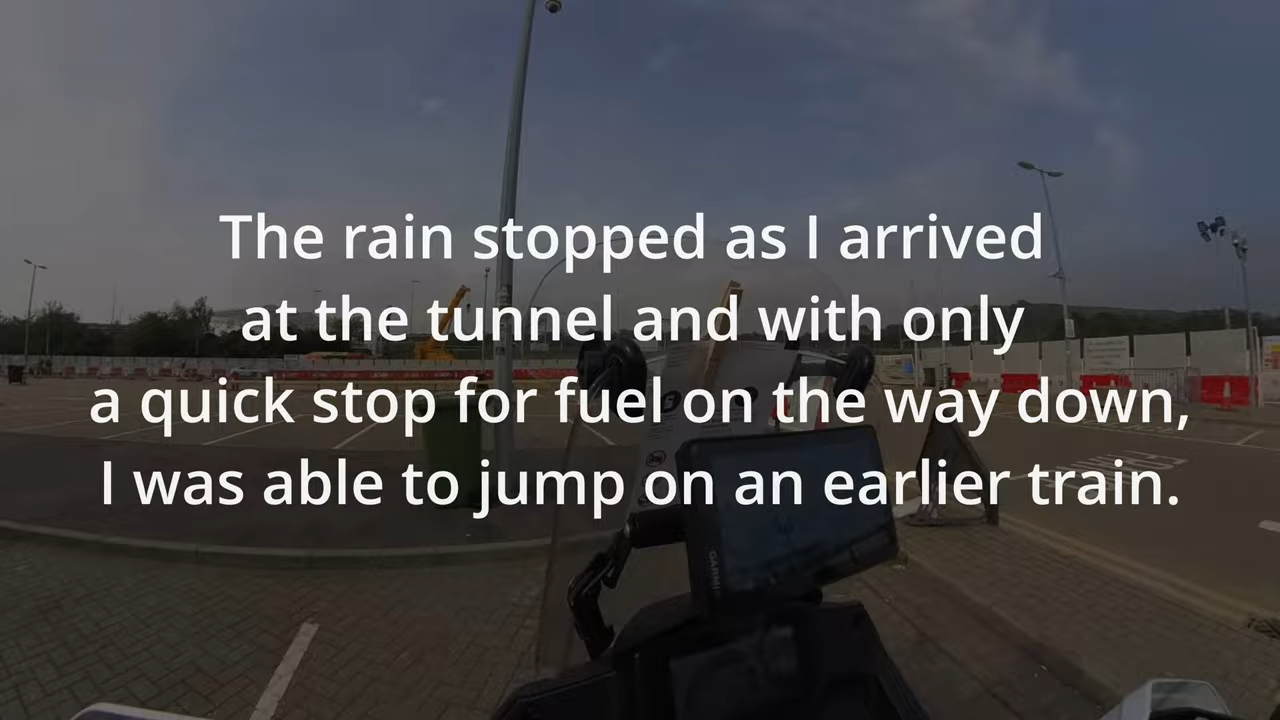 The rain stopped as I arrived
at the tunnel and with only
a quick stop for fuel on the way down,
I was able to jump on an earlier train.
GARMIN